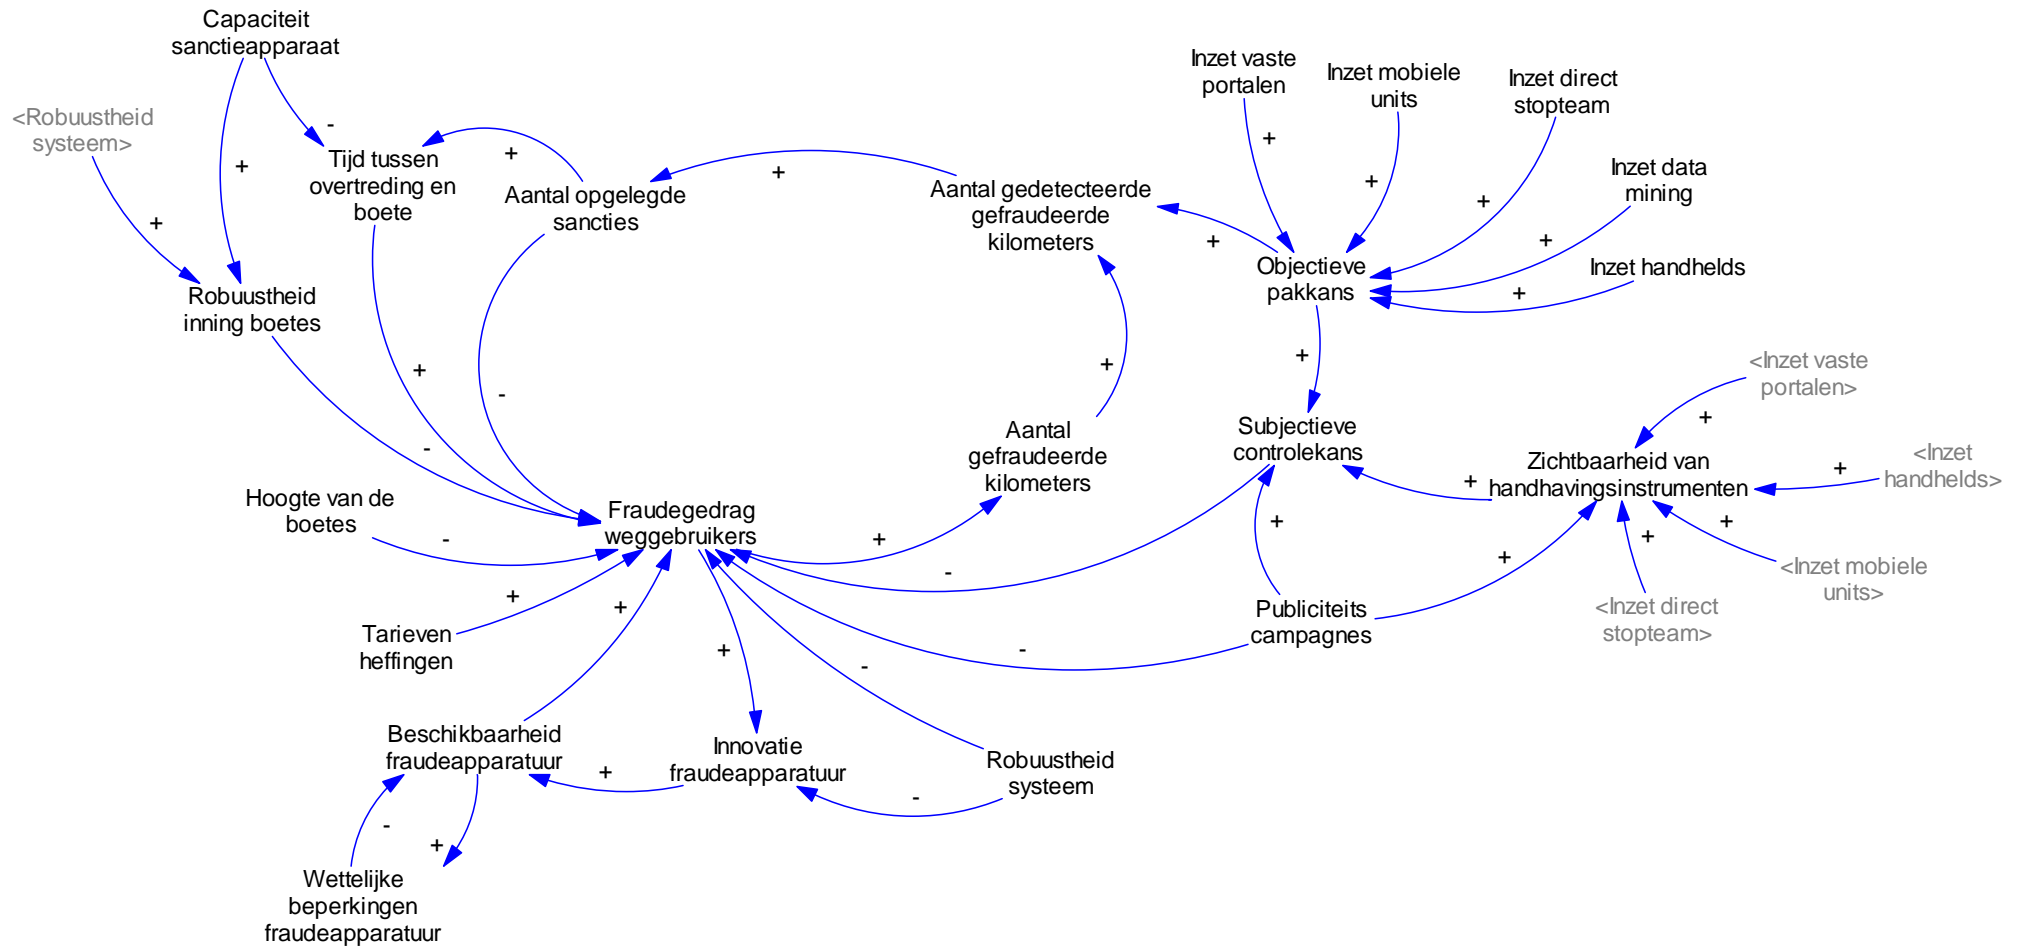 Capaciteit
sanctieapparaat
<Robuustheid
systeem>
Tijd tussen
overtreding en
boete
Aantal opgelegde
sancties
Aantal gedetecteerde
gefraudeerde
kilometers
Inzet vaste
portalen
Inzet mobiele
units
Inzet direct
stopteam
Inzet data
mining
Inzet handhelds
Objectieve
pakkans
Robuustheid
inning boetes
Hoogte van de
boetes
Fraudegedrag
weggebruikers
Aantal
gefraudeerde
kilometers
Subjectieve
controlekans
Zichtbaarheid van
handhavingsinstrumenten
<Inzet vaste
portalen>
<Inzet
handhelds>
<Inzet mobiele
units>
<Inzet direct
stopteam>
Publiciteits
campagnes
Tarieven
heffingen
Beschikbaarheid
fraudeapparatuur
Innovatie
fraudeapparatuur
Robuustheid
systeem
Wettelijke
beperkingen
fraudeapparatuur
-
+
+
+
+
+
+
+
+
+
+
+
+
+
-
-
-
+
+
-
+
-
-
-
+
+
+
+
+
+
+
+
+
+
-
-
+